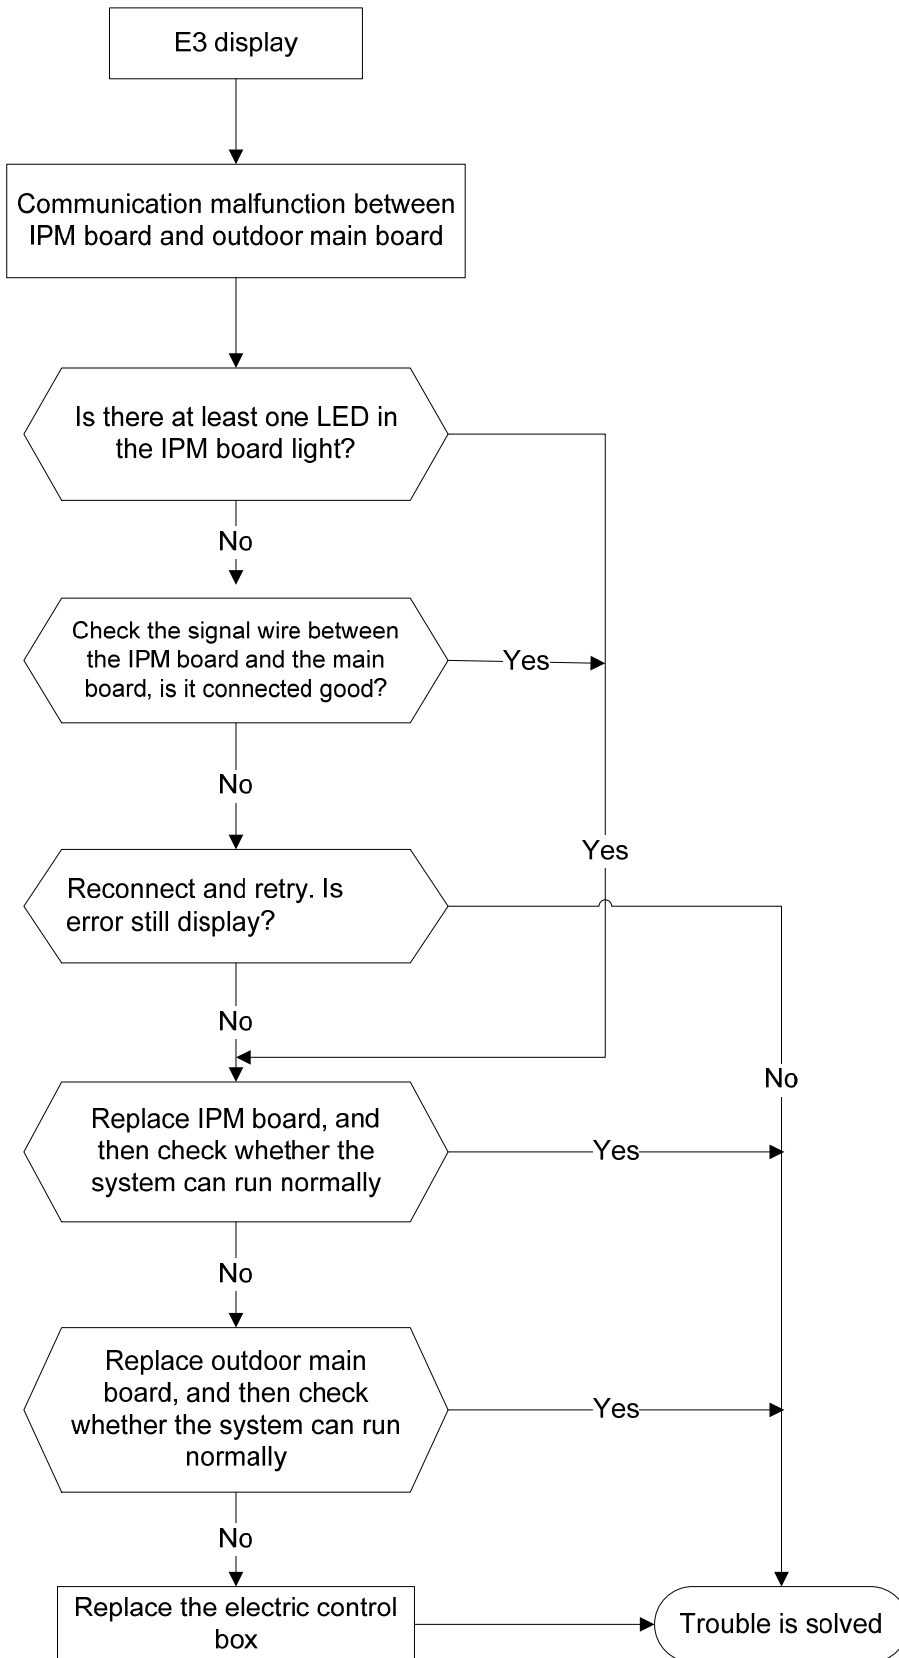 E3 display
Communication malfunction between
IPM board and outdoor main board
Is there at least one LED in
the IPM board light?
No
Check the signal wire between
the IPM board and the main
board, is it connected good?
Yes
No
Yes
Reconnect and retry. Is
error still display?
No
No
Replace IPM board, and
then check whether the
system can run normally
Yes
No
Replace outdoor main
board, and then check
whether the system can run
normally
Yes
No
Replace the electric control
box
Trouble is solved